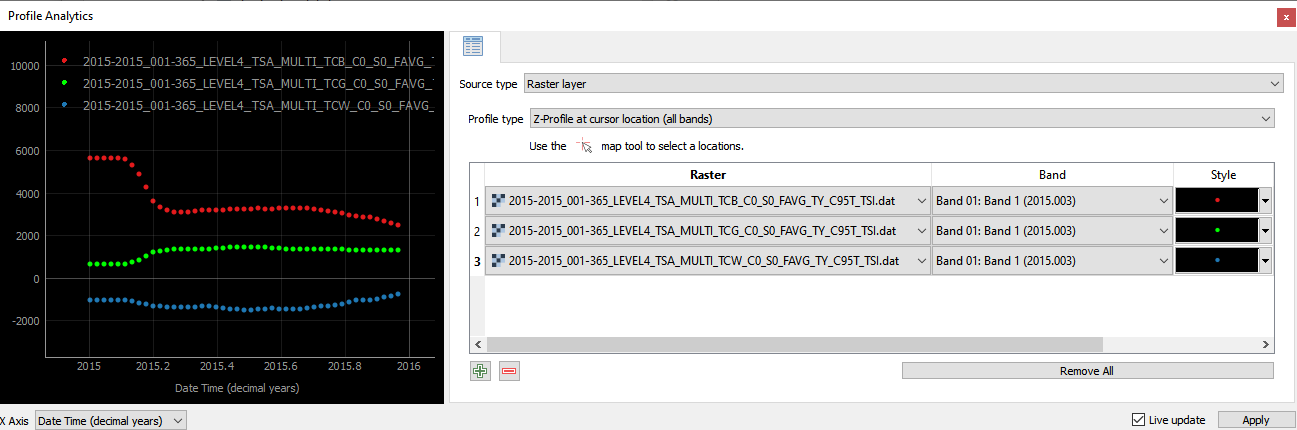 Profile Analytics
x
10000
8000
6000
4000
2000
0
-2000
2015-2015_001-365_LEVEL4_TSA_MULTI_TCB_C0_S0_FAVG_T
2015-2015_001-365_LEVEL4_TSA_MULTI_TCG_C0_S0_FAVG_T
2015-2015_001-365_LEVEL4_TSA_MULTI_TCW_C0_S0_FAVG_
2015 2015.2 2015.4 2015.6 2015.8 2016
Date Time (decimal years)
X Axis Date Time (decimal years)
Source type Raster layer
Profile type Z-Profile at cursor location (all bands)
Use the map tool to select a locations.
Raster Band Style
1 2015-2015_001-365_LEVEL4_TSA_MULTI_TCB_C0_S0_FAVG_TY_C95T_TSI.dat Band 01: Band 1 (2015.003)
2 2015-2015_001-365_LEVEL4_TSA_MULTI_TCG_C0_S0_FAVG_TY_C95T_TSI.dat Band 01: Band 1 (2015.003)
3 2015-2015_001-365_LEVEL4_TSA_MULTI_TCW_C0_S0_FAVG_TY_C95T_TSI.dat Band 01: Band 1 (2015.003)
Remove All
Live update Apply